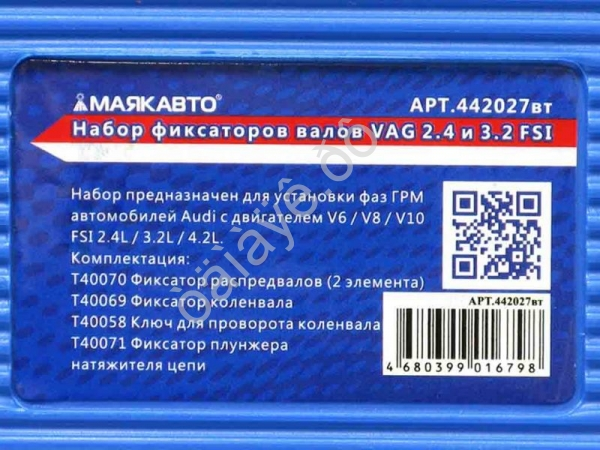 МАЯКАВТО®
АРТ.442027вт
Набор фиксаторов валов VAG 2.4 и 3.2 FSI
Набор предназначен для установки фаз ГРМ
автомобилей Audi с двигателем V6 / V8 / V10
FSI 2.4L / 3.2L / 4.2L.
Комплектация:
T40070 Фиксатор распредвалов (2 элемента)
T40069 Фиксатор коленвала
T40058 Ключ для проворота коленвала
T40071 Фиксатор плунжера
натяжителя цепи
АРТ.442027вт
4 680399 016798